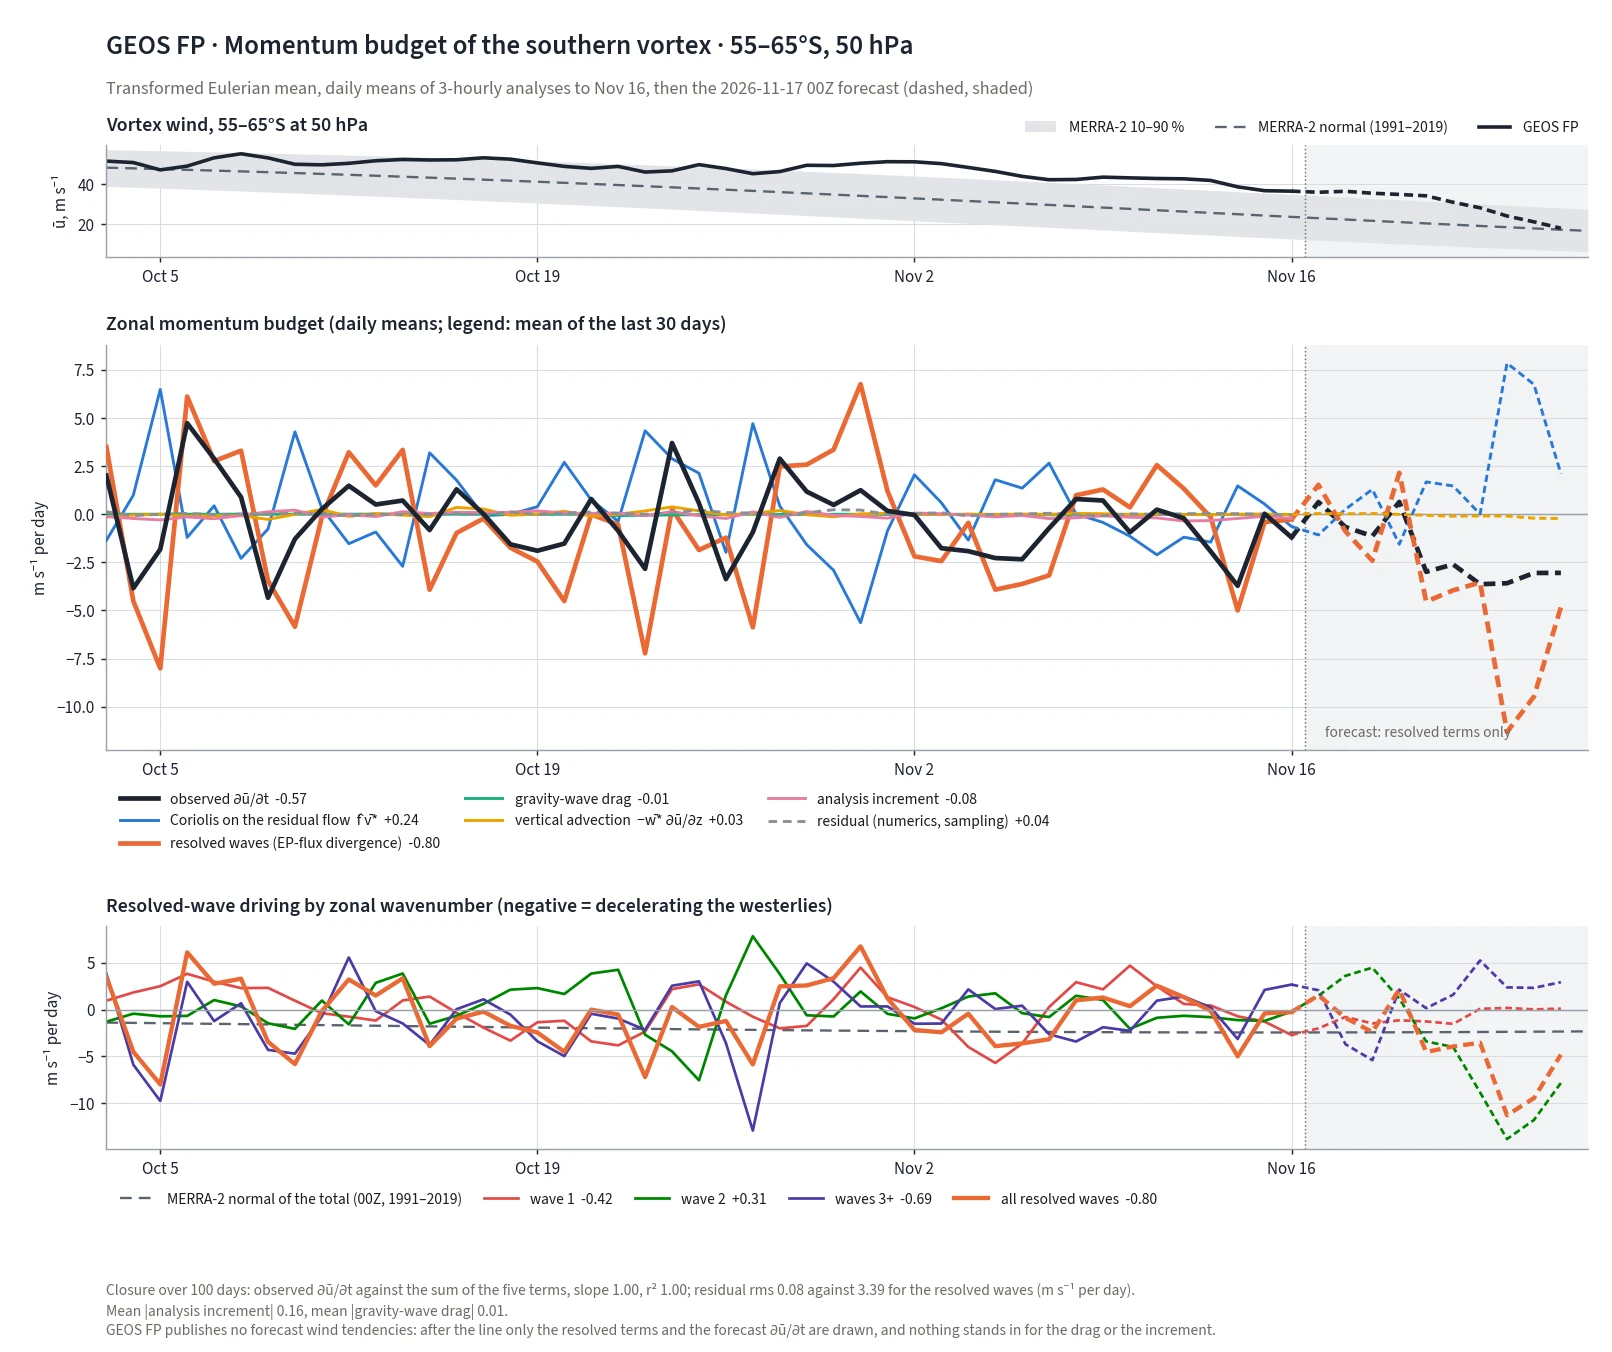 GEOS FP · Momentum budget of the southern vortex · 55–65°S, 50 hPa
Transformed Eulerian mean, daily means of 3-hourly analyses to Nov 16, then the 2026-11-17 00Z forecast (dashed, shaded)
Vortex wind, 55–65°S at 50 hPa
MERRA-2 10–90 %
MERRA-2 normal (1991–2019)
GEOS FP
ū, m s⁻¹
40
20
Oct 5
Oct 19
Nov 2
Nov 16
Zonal momentum budget (daily means; legend: mean of the last 30 days)
m s⁻¹ per day
7.5
5.0
2.5
0.0
−2.5
−5.0
−7.5
−10.0
forecast: resolved terms only
Oct 5
Oct 19
Nov 2
Nov 16
observed ∂ū/∂t -0.57
Coriolis on the residual flow f v̄* +0.24
resolved waves (EP-flux divergence) -0.80
gravity-wave drag -0.01
vertical advection −w̄* ∂ū/∂z +0.03
analysis increment -0.08
residual (numerics, sampling) +0.04
Resolved-wave driving by zonal wavenumber (negative = decelerating the westerlies)
m s⁻¹ per day
5
0
−5
−10
Oct 5
Oct 19
Nov 2
Nov 16
MERRA-2 normal of the total (00Z, 1991–2019)
wave 1 -0.42
wave 2 +0.31
waves 3+ -0.69
all resolved waves -0.80
Closure over 100 days: observed ∂ū/∂t against the sum of the five terms, slope 1.00, r² 1.00; residual rms 0.08 against 3.39 for the resolved waves (m s⁻¹ per day).
Mean |analysis increment| 0.16, mean |gravity-wave drag| 0.01.
GEOS FP publishes no forecast wind tendencies: after the line only the resolved terms and the forecast ∂ū/∂t are drawn, and nothing stands in for the drag or the increment.